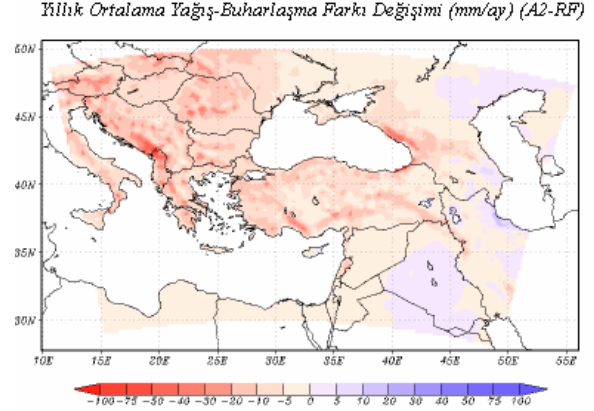 Yıllık Ortalama Yağış-Buharlaşma Farkı Değişimi (mm/ay) (A2-RF)
50N
45N
40N
35N
30N
10E 15E 20E 25E 30E 35E 40E 45E 50E 55E
-100 -75 -50 -40 -30 -20 -10 -5 0 5 10 20 30 40 50 75 100